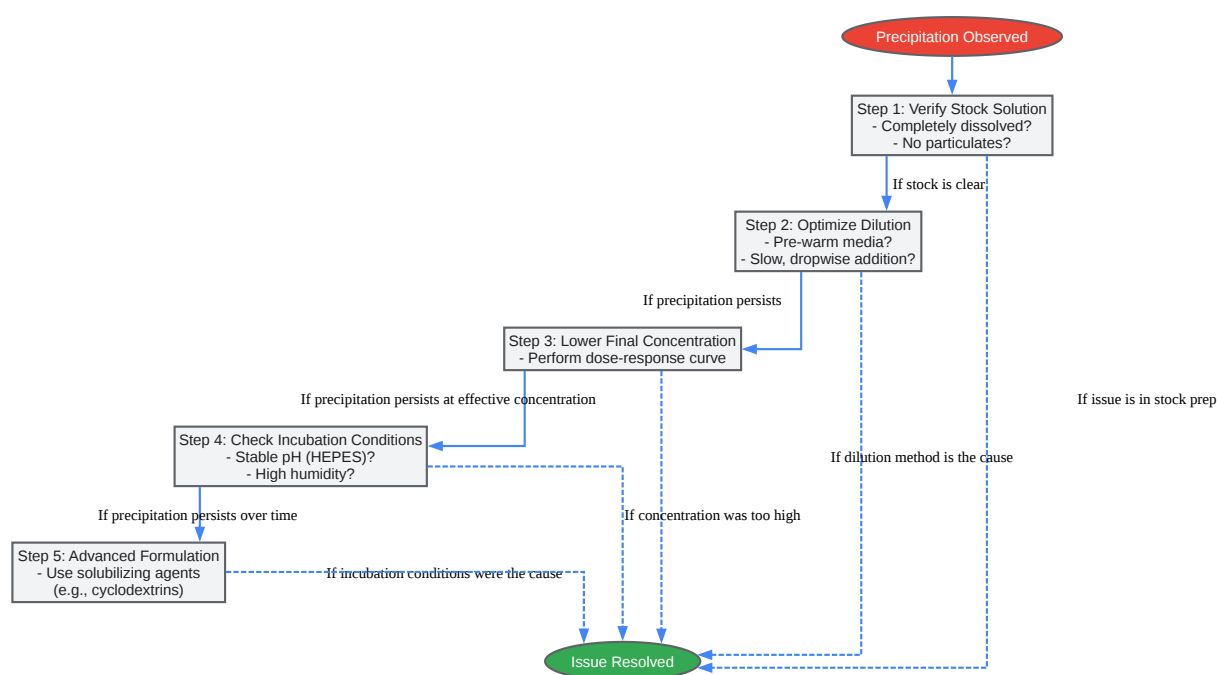 Precipitation Observed
Step 1: Verify Stock Solution
- Completely dissolved?
- No particulates?
If stock is clear
Step 2: Optimize Dilution
- Pre-warm media?
- Slow, dropwise addition?
If precipitation persists
Step 3: Lower Final Concentration
- Perform dose-response curve
If precipitation persists at effective concentration
If issue is in stock prep
Step 4: Check Incubation Conditions
- Stable pH (HEPES)?
- High humidity?
If dilution method is the cause
If precipitation persists over time
If concentration was too high
Step 5: Advanced Formulation
- Use solubilizing agents
(e.g., cyclodextrins)
If incubation conditions were the cause
Issue Resolved